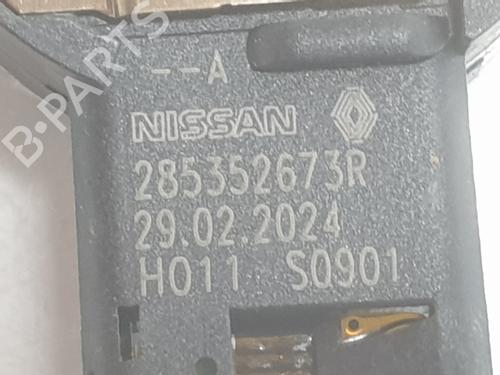 --A
NISSAN
285352673R
29.02.2024
H011 S0901
B-PARTS